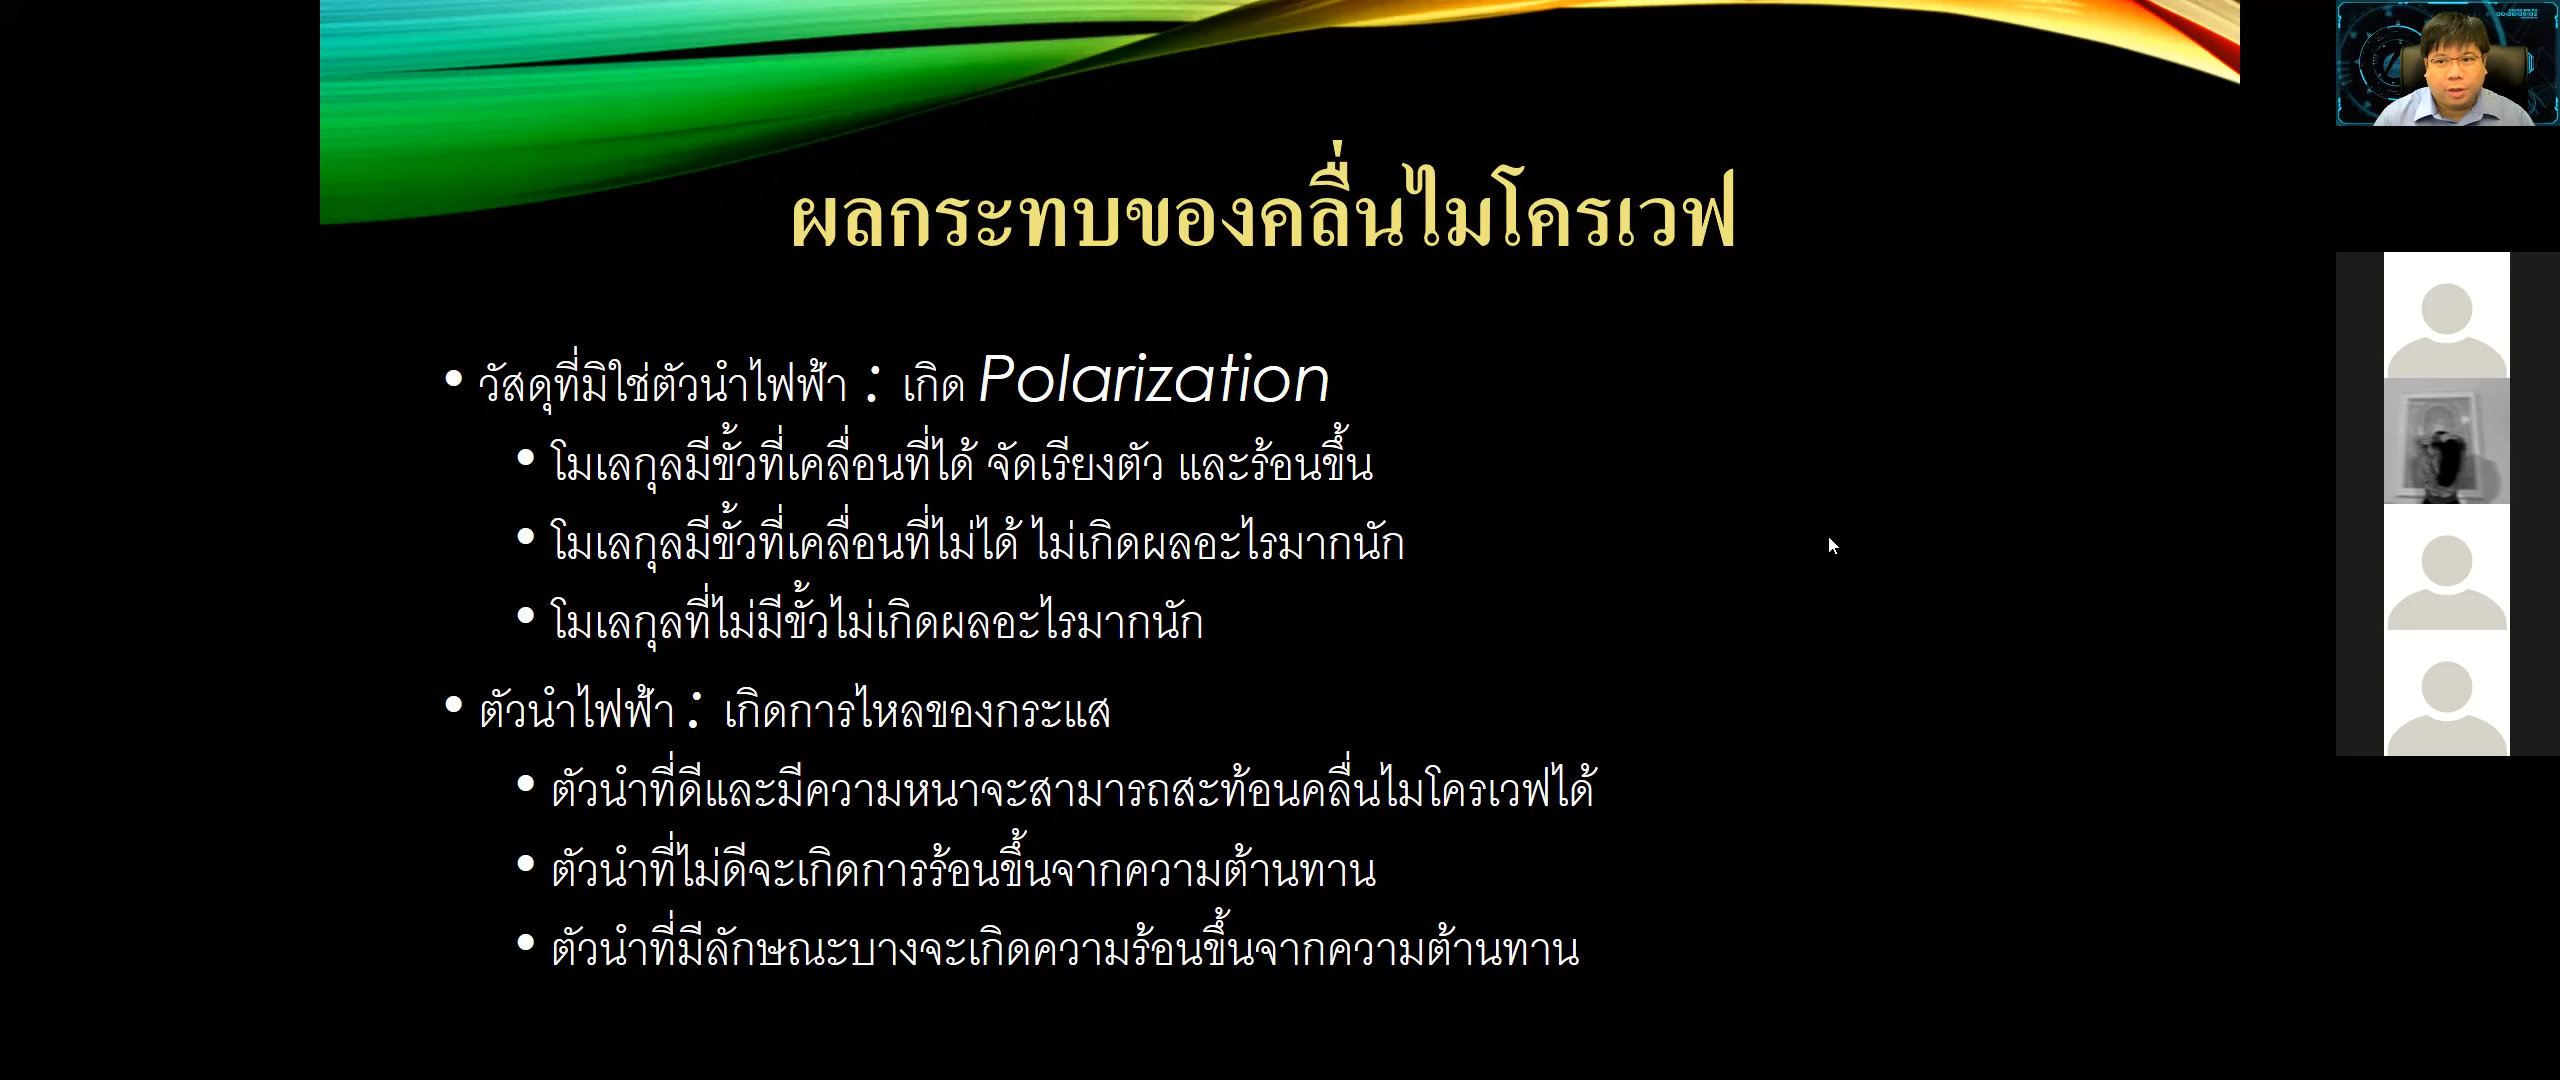 ผลกระทบของคลื่นไมโครเวฟ
• วัสดุที่มิใช่ตัวนำไฟฟ้า : เกิด Polarization
• โมเลกุลมีขั้วที่เคลื่อนที่ได้ จัดเรียงตัว และร้อนขึ้น
• โมเลกุลมีขั้วที่เคลื่อนที่ไม่ได้ ไม่เกิดผลอะไรมากนัก
• โมเลกุลที่ไม่มีขั้วไม่เกิดผลอะไรมากนัก
• ตัวนำไฟฟ้า : เกิดการไหลของกระแส
• ตัวนำที่ดีและมีความหนาจะสามารถสะท้อนคลื่นไมโครเวฟได้
• ตัวนำที่ไม่ดีจะเกิดการร้อนขึ้นจากความต้านทาน
• ตัวนำที่มีลักษณะบางจะเกิดความร้อนขึ้นจากความต้านทาน